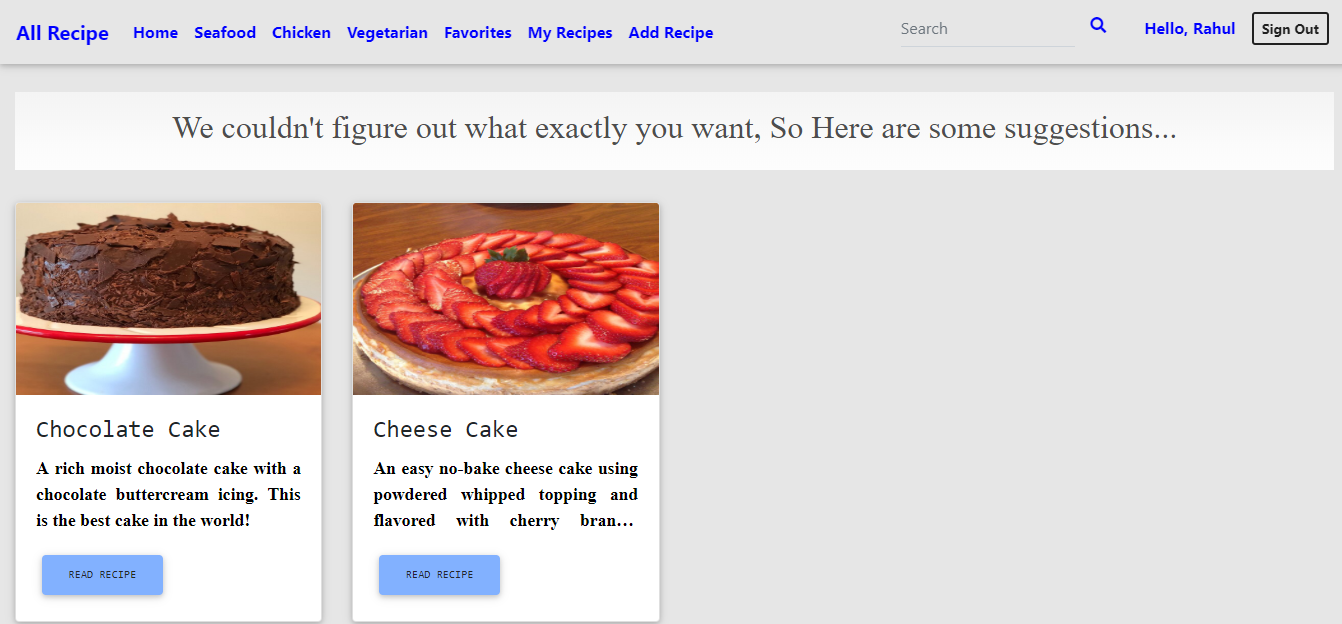 All Recipe Home Seafood Chicken Vegetarian Favorites My Recipes Add Recipe Search Hello, Rahul Sign Out
We couldn't figure out what exactly you want, So Here are some suggestions...
Chocolate Cake
A rich moist chocolate cake with a
chocolate buttercream icing. This
is the best cake in the world!
READ RECIPE
Cheese Cake
An easy no-bake cheese cake using
powdered whipped topping and
flavored with cherry bran...
READ RECIPE